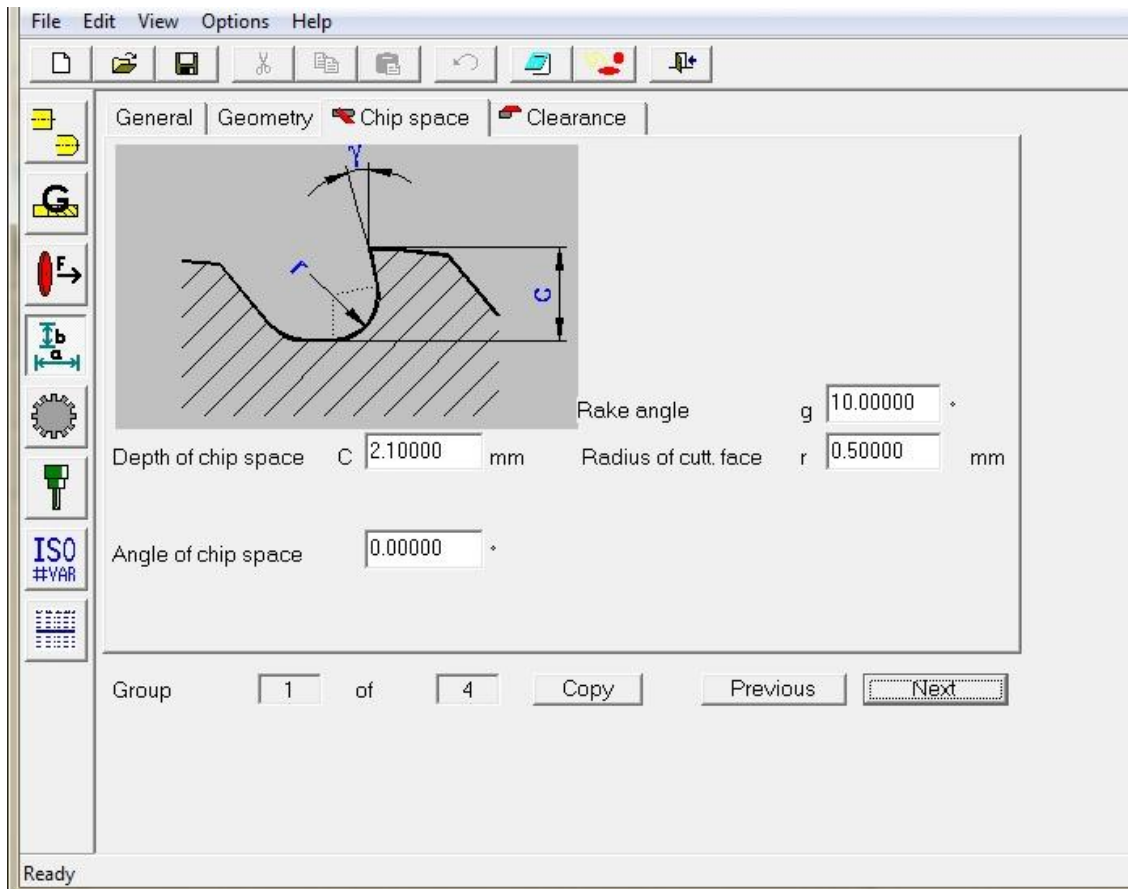 File Edit View Options Help
General Geometry Chip space Clearance
G
F
b
a
ISO
#VAR
γ
r
c
Rake angle g 10.00000 °
Depth of chip space C 2.10000 mm Radius of cutt. face r 0.50000 mm
Angle of chip space 0.00000 °
Group 1 of 4 Copy Previous Next
Ready